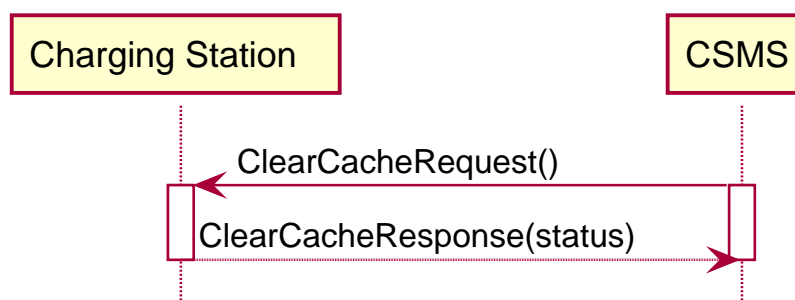 Charging Station
CSMS
ClearCacheRequest()
ClearCacheResponse(status)